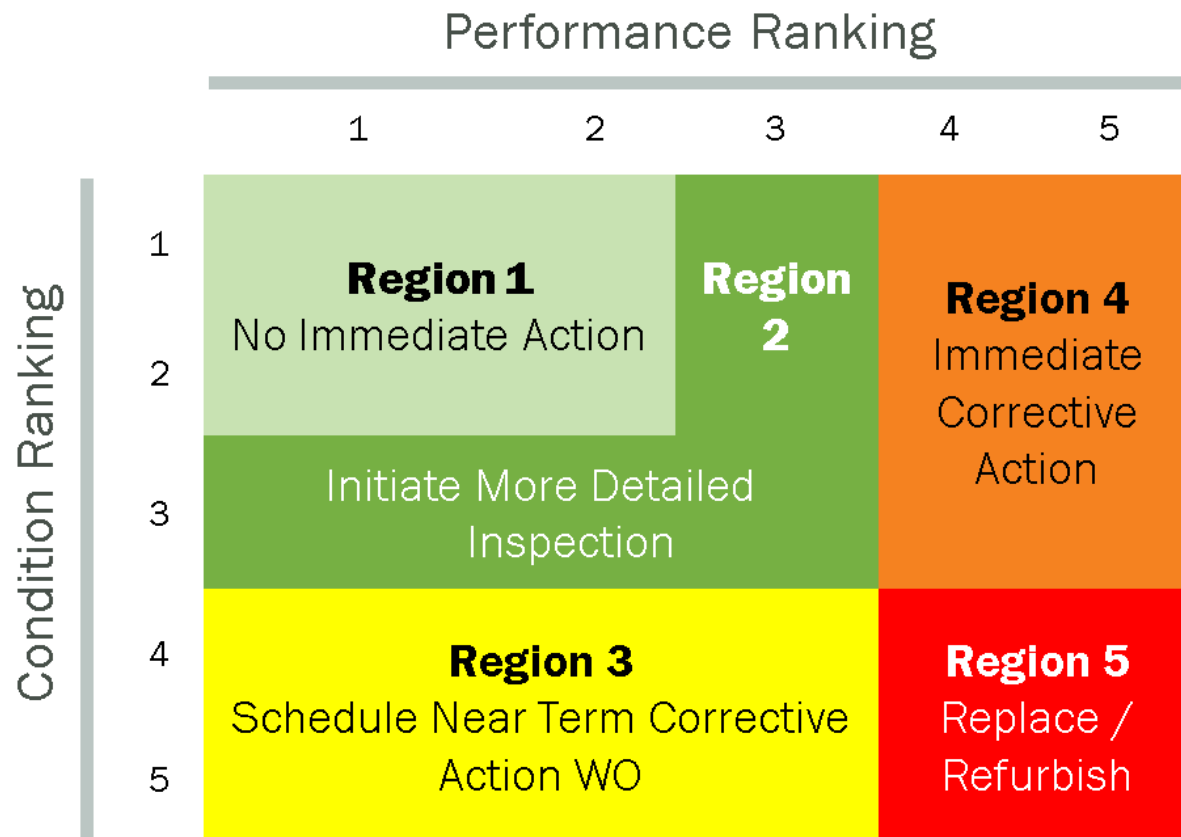 Performance Ranking
1 2 3 4 5
Condition Ranking
1
2
3
4
5
Region 1
No Immediate Action
Region
2
Initiate More Detailed
Inspection
Region 3
Schedule Near Term Corrective
Action WO
Region 4
Immediate
Corrective
Action
Region 5
Replace /
Refurbish